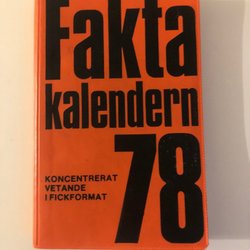 Fakta
kalendern
78
KONCENTRERAT
VETANDE
I FICKFORMAT